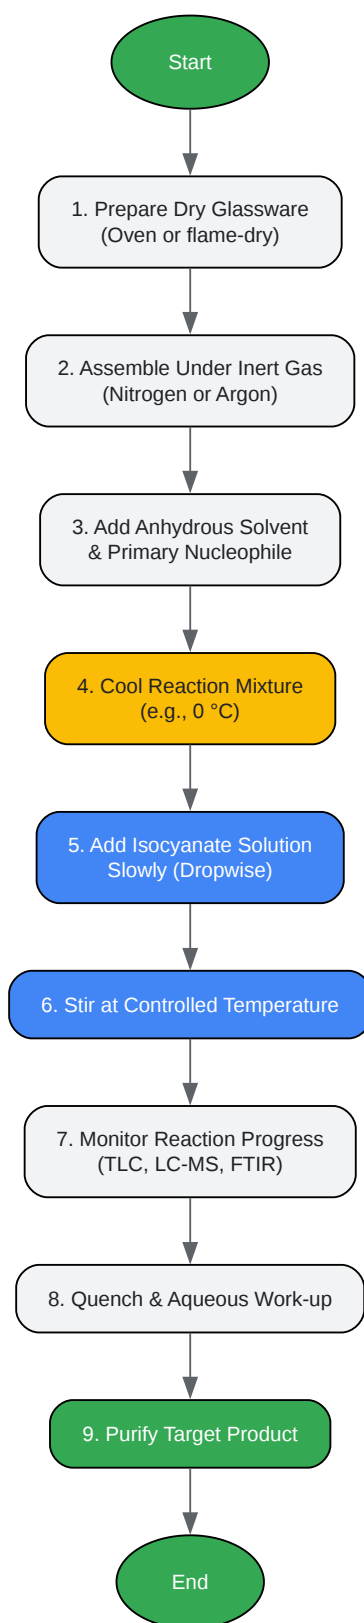 Start
1. Prepare Dry Glassware
(Oven or flame-dry)
2. Assemble Under Inert Gas
(Nitrogen or Argon)
3. Add Anhydrous Solvent
& Primary Nucleophile
4. Cool Reaction Mixture
(e.g., 0 °C)
5. Add Isocyanate Solution
Slowly (Dropwise)
6. Stir at Controlled Temperature
7. Monitor Reaction Progress
(TLC, LC-MS, FTIR)
8. Quench & Aqueous Work-up
9. Purify Target Product
End